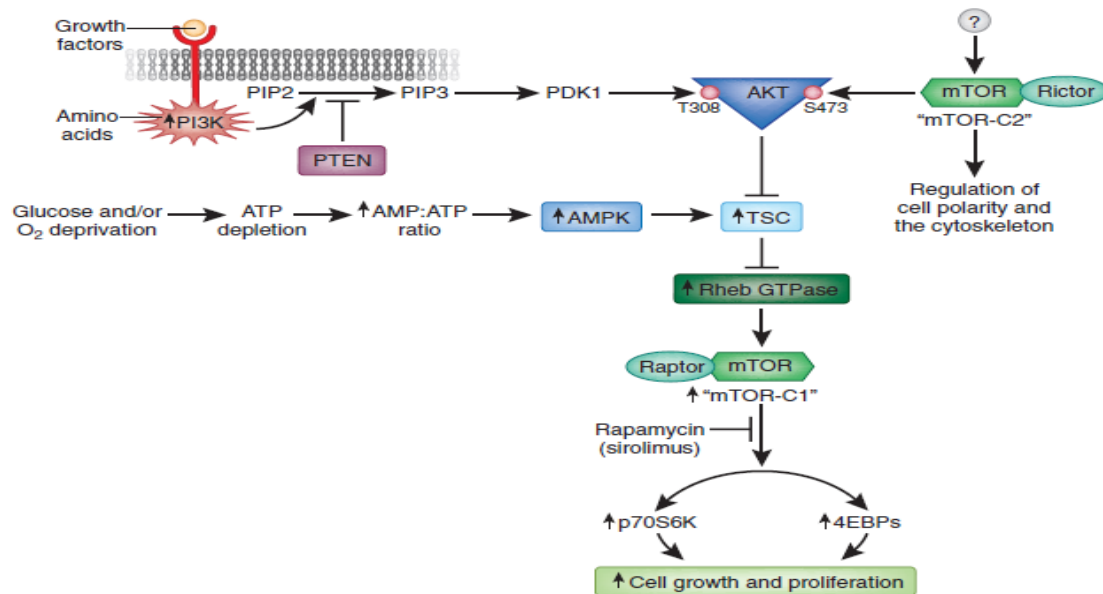 Growth
factors
?
PIP2
PIP3
PDK1
AKT
T308
S473
mTOR
Rictor
"mTOR-C2"
Amino
acids
↑PI3K
PTEN
Regulation of
cell polarity and
the cytoskeleton
Glucose and/or
O₂ deprivation
ATP
depletion
↑AMP:ATP
ratio
↑AMPK
↑TSC
↑Rheb GTPase
Raptor
mTOR
↑"mTOR-C1"
Rapamycin
(sirolimus)
↑p70S6K
↑4EBPs
↑Cell growth and proliferation